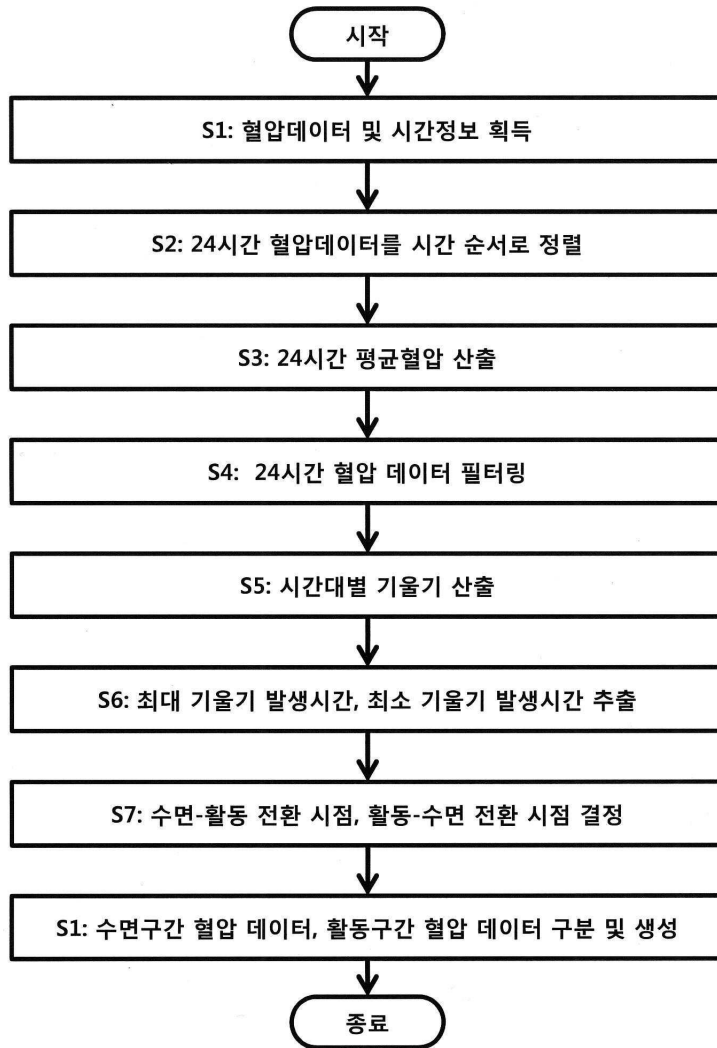 시작
S1: 혈압데이터 및 시간정보 획득
S2: 24시간 혈압데이터를 시간 순서로 정렬
S3: 24시간 평균혈압 산출
S4: 24시간 혈압 데이터 필터링
S5: 시간대별 기울기 산출
S6: 최대 기울기 발생시간, 최소 기울기 발생시간 추출
S7: 수면-활동 전환 시점, 활동-수면 전환 시점 결정
S1: 수면구간 혈압 데이터, 활동구간 혈압 데이터 구분 및 생성
종료